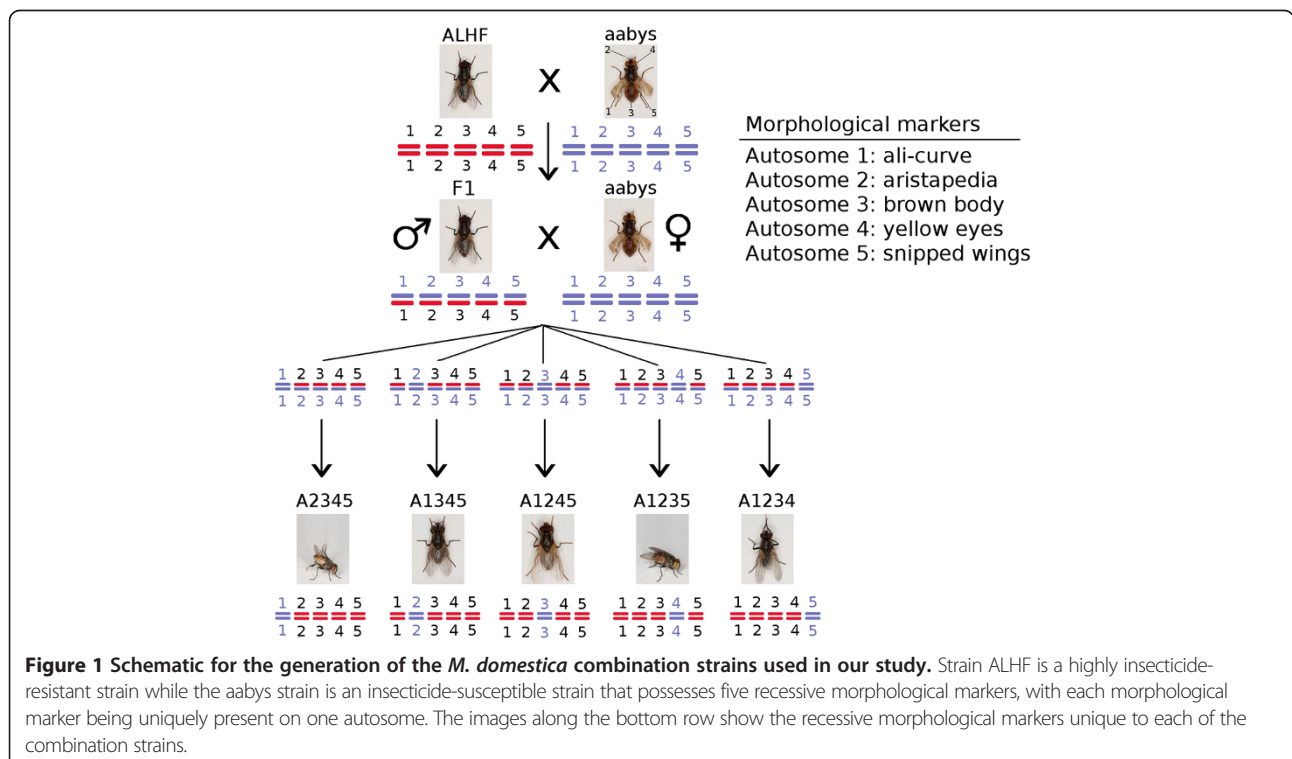 ALHF aabys
2 4
X
1 3 5
1 2 3 4 5 1 2 3 4 5
1 2 3 4 5 1 2 3 4 5
Morphological markers
Autosome 1: ali-curve
Autosome 2: aristapedia
Autosome 3: brown body
Autosome 4: yellow eyes
Autosome 5: snipped wings
F1 aabys
♂ X ♀
1 2 3 4 5 1 2 3 4 5
1 2 3 4 5 1 2 3 4 5
1 2 3 4 5 1 2 3 4 5 1 2 3 4 5 1 2 3 4 5 1 2 3 4 5
1 2 3 4 5 1 2 3 4 5 1 2 3 4 5 1 2 3 4 5 1 2 3 4 5
A2345 A1345 A1245 A1235 A1234
1 2 3 4 5 1 2 3 4 5 1 2 3 4 5 1 2 3 4 5 1 2 3 4 5
1 2 3 4 5 1 2 3 4 5 1 2 3 4 5 1 2 3 4 5 1 2 3 4 5
Figure 1 Schematic for the generation of the M. domestica combination strains used in our study. Strain ALHF is a highly insecticide-
resistant strain while the aabys strain is an insecticide-susceptible strain that possesses five recessive morphological markers, with each morphological
marker being uniquely present on one autosome. The images along the bottom row show the recessive morphological markers unique to each of the
combination strains.